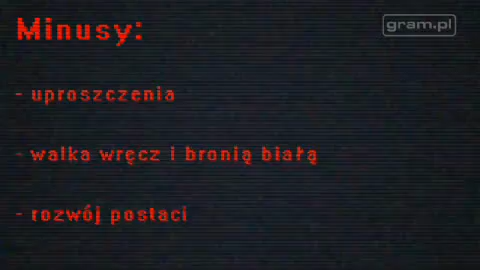 Minusy:
gram.pl
- uproszczenia
- walka wręcz i bronią białą
- rozwój postaci